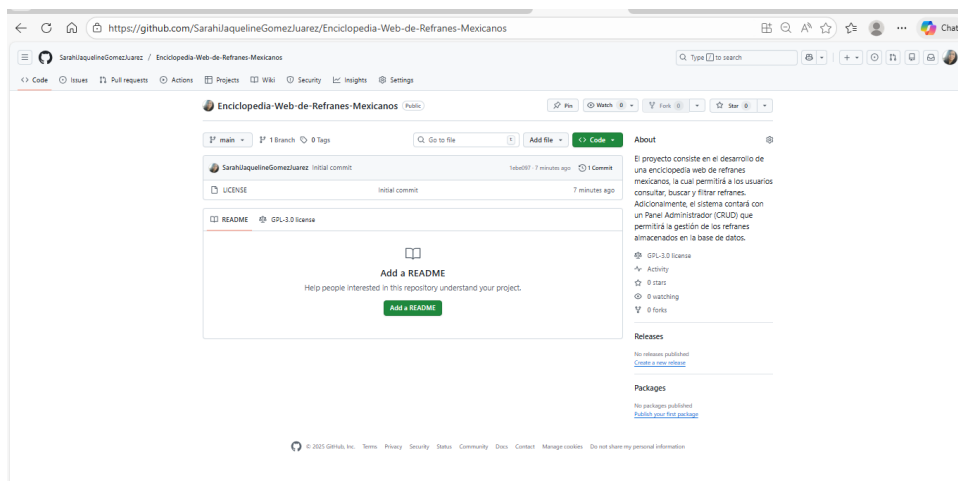 https://github.com/SarahiJaquelineGomezJuarez/Enciclopedia-Web-de-Refranes-Mexicanos
Chat
SarahiJaquelineGomezJuarez / Enciclopedia-Web-de-Refranes-Mexicanos
Type / to search
Code Issues Pull requests Actions Projects Wiki Security Insights Settings
Enciclopedia-Web-de-Refranes-Mexicanos Public
Pin Watch 0 Fork 0 Star 0
main 1 Branch 0 Tags
Go to file t
Add file Code
SarahiJaquelineGomezJuarez Initial commit
7 minutes ago 1 Commit
LICENSE Initial commit 7 minutes ago
README GPL-3.0 license
Add a README
Help people interested in this repository understand your project.
Add a README
About
El proyecto consiste en el desarrollo de
una enciclopedia web de refranes
mexicanos, la cual permitirá a los usuarios
consultar, buscar y filtrar refranes.
Adicionalmente, el sistema contará con
un Panel Administrador (CRUD) que
permitirá la gestión de los refranes
almacenados en la base de datos.
GPL-3.0 license
Activity
0 stars
0 watching
0 forks
Releases
No releases published
Create a new release
Packages
No packages published
Publish your first package
© 2025 GitHub, Inc. Terms Privacy Security Status Community Docs Contact Manage cookies Do not share my personal information